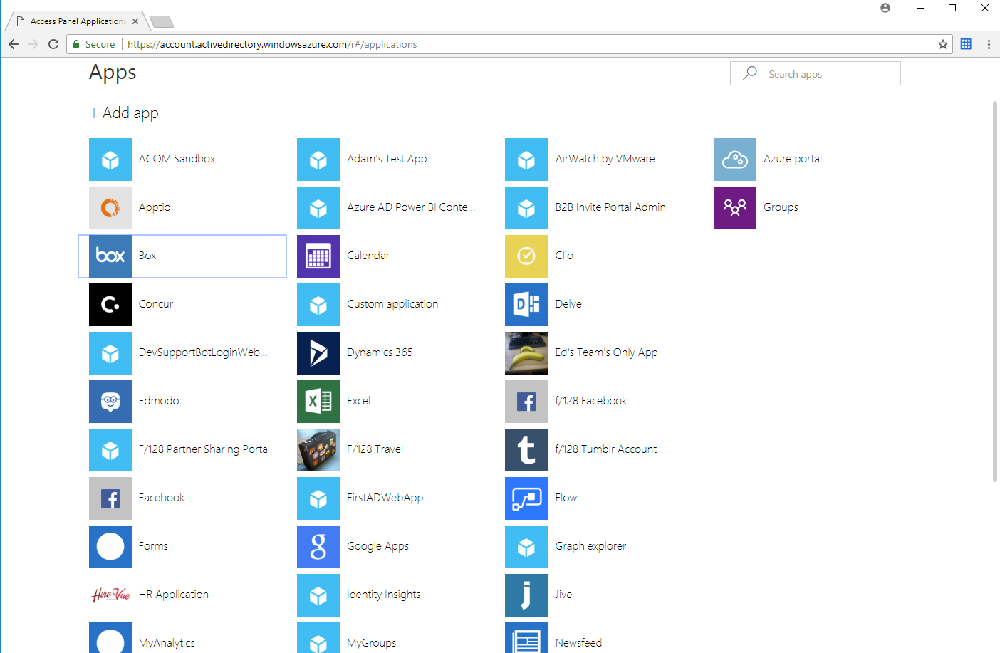 Access Panel Applications
Secure
https://account.activedirectory.windowsazure.com/r#/applications
Apps
Search apps
Add app
ACOM Sandbox
Adam's Test App
AirWatch by VMware
Azure portal
Apptio
Azure AD Power BI Conte...
B2B Invite Portal Admin
Groups
box
Box
Calendar
Clio
C.
Concur
Custom application
D
Delve
DevSupportBotLoginWeb...
Dynamics 365
Ed's Team's Only App
Edmodo
X
Excel
f
f/128 Facebook
F/128 Partner Sharing Portal
F/128 Travel
t
f/128 Tumblr Account
f
Facebook
FirstADWebApp
Flow
Forms
g
Google Apps
Graph explorer
HireVue
HR Application
Identity Insights
j
Jive
MyAnalytics
MyGroups
Newsfeed